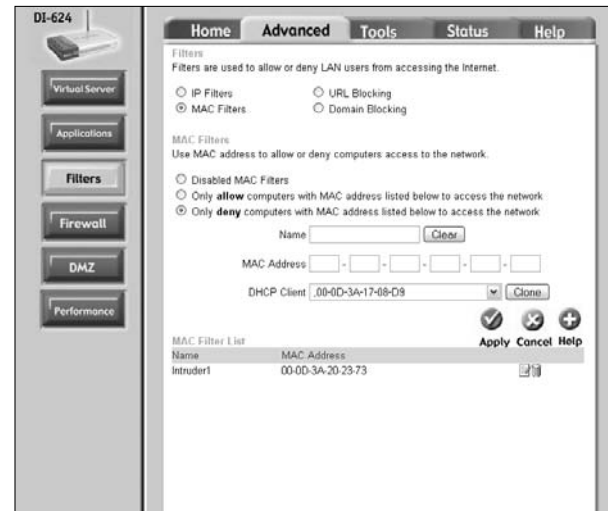 DI-624
Home Advanced Tools Status Help
Virtual Server
Applications
Filters
Firewall
DMZ
Performance
Filters
Filters are used to allow or deny LAN users from accessing the Internet.
IP Filters URL Blocking
MAC Filters Domain Blocking
MAC Filters
Use MAC address to allow or deny computers access to the network.
Disabled MAC Filters
Only allow computers with MAC address listed below to access the network
Only deny computers with MAC address listed below to access the network
Name Clear
MAC Address - - - - -
DHCP Client ,00-0D-3A-17-08-D9 Clone
Apply Cancel Help
MAC Filter List
Name MAC Address
Intruder1 00-0D-3A-20-23-73